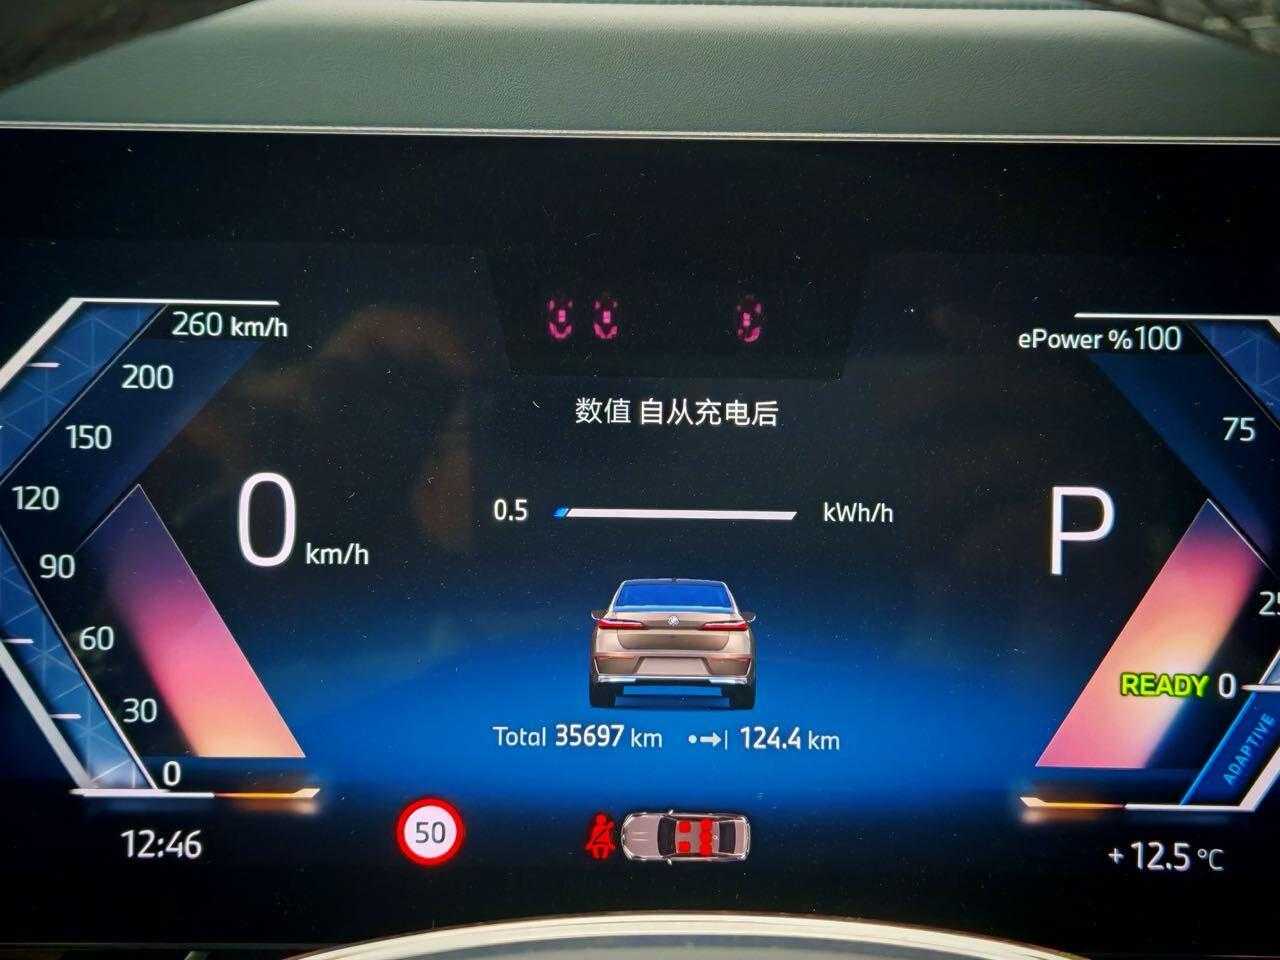 260 km/h
200
150
120
90
60
30
0
0 km/h
数值 自从充电后
0.5 kWh/h
Total 35697 km 124.4 km
ePower %100
75
P
READY 0
ADAPTIVE
12:46
50
+12.5 °C